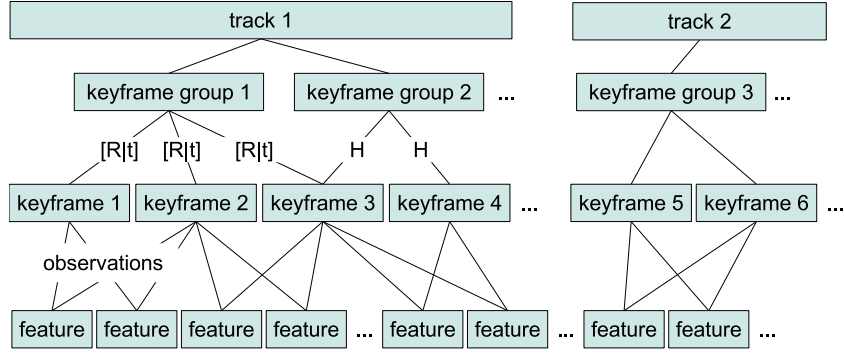 track 1 track 2
keyframe group 1 keyframe group 2 ... keyframe group 3 ...
[R|t] [R|t] [R|t] H H
keyframe 1 keyframe 2 keyframe 3 keyframe 4 ... keyframe 5 keyframe 6 ...
observations
feature feature feature feature ... feature feature ... feature feature ...